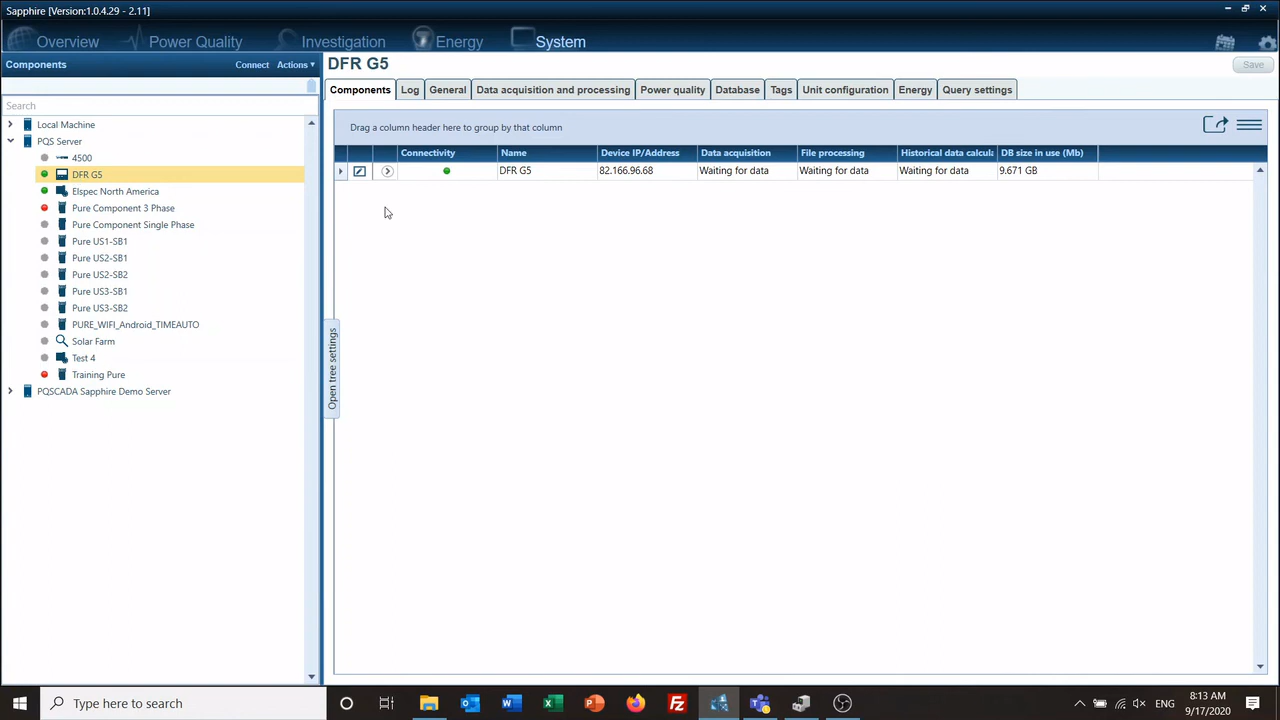 Sapphire [Version:1.0.4.29 - 2.11]
Overview Power Quality Investigation Energy System
Components Connect Actions
DFR G5
Save
Components Log General Data acquisition and processing Power quality Database Tags Unit configuration Energy Query settings
Search
Drag a column header here to group by that column
Connectivity Name Device IP/Address Data acquisition File processing Historical data calcula DB size in use (Mb)
DFR G5 82.166.96.68 Waiting for data Waiting for data Waiting for data 9.671 GB
Local Machine
PQS Server
4500
DFR G5
Elspec North America
Pure Component 3 Phase
Pure Component Single Phase
Pure US1-SB1
Pure US2-SB1
Pure US2-SB2
Pure US3-SB1
Pure US3-SB2
PURE_WIFI_Android_TIMEAUTO
Solar Farm
Test 4
Training Pure
PQSCADA Sapphire Demo Server
Open tree settings
Type here to search
ENG
8:13 AM
9/17/2020